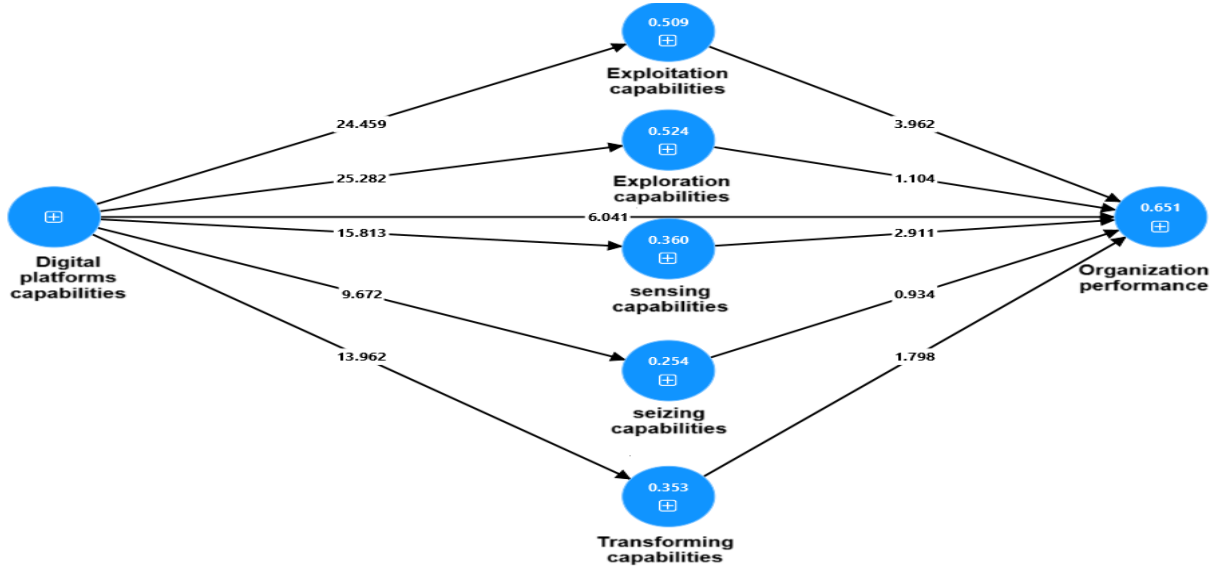 0.509
Exploitation
capabilities
24.459
3.962
0.524
Exploration
capabilities
25.282
1.104
Digital
platforms
capabilities
6.041
0.651
Organization
performance
15.813
0.360
sensing
capabilities
2.911
9.672
0.254
seizing
capabilities
0.934
13.962
0.353
Transforming
capabilities
1.798